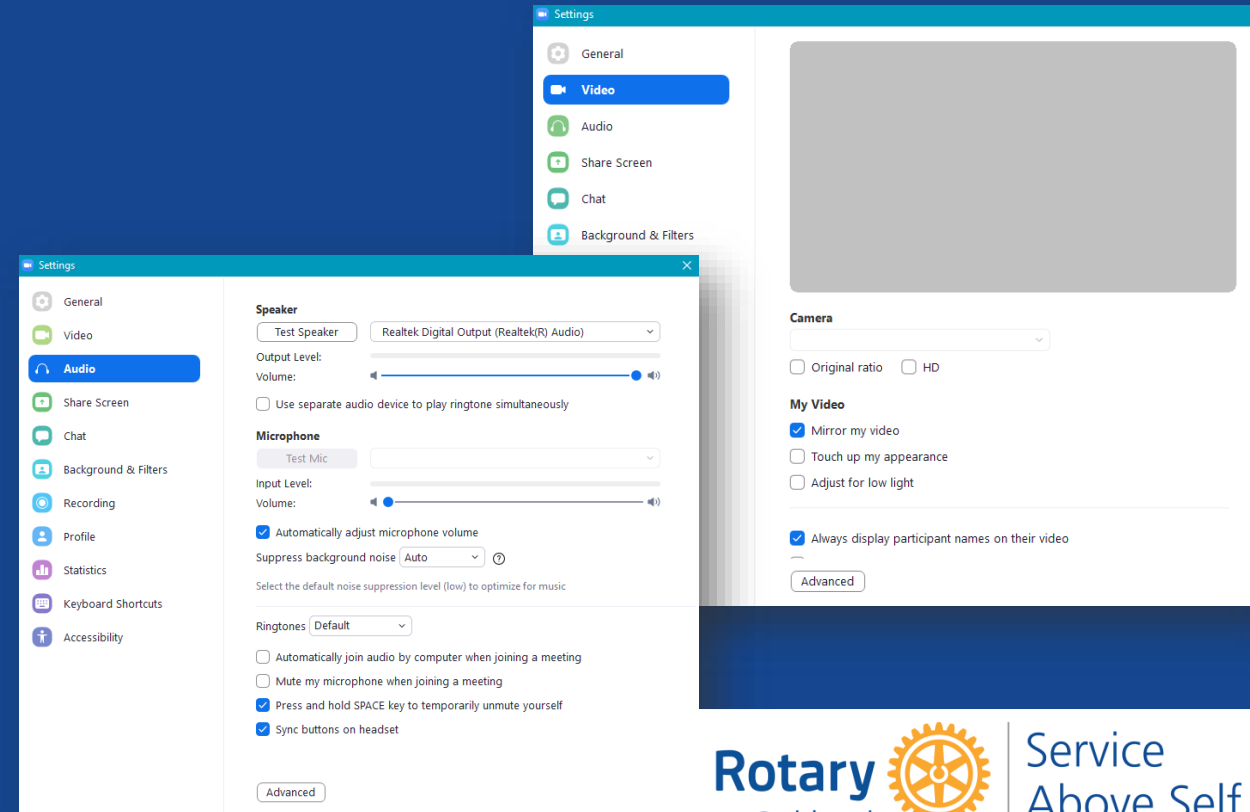 Settings
General
Video
Audio
Share Screen
Chat
Background & Filters
Camera
Original ratio HD
My Video
Mirror my video
Touch up my appearance
Adjust for low light
Always display participant names on their video
Advanced
Settings
General
Video
Audio
Share Screen
Chat
Background & Filters
Recording
Profile
Statistics
Keyboard Shortcuts
Accessibility
Speaker
Test Speaker Realtek Digital Output (Realtek(R) Audio)
Output Level:
Volume:
Use separate audio device to play ringtone simultaneously
Microphone
Test Mic
Input Level:
Volume:
Automatically adjust microphone volume
Suppress background noise Auto
Select the default noise suppression level (low) to optimize for music
Ringtones Default
Automatically join audio by computer when joining a meeting
Mute my microphone when joining a meeting
Press and hold SPACE key to temporarily unmute yourself
Sync buttons on headset
Advanced
Rotary
Service
Above Self